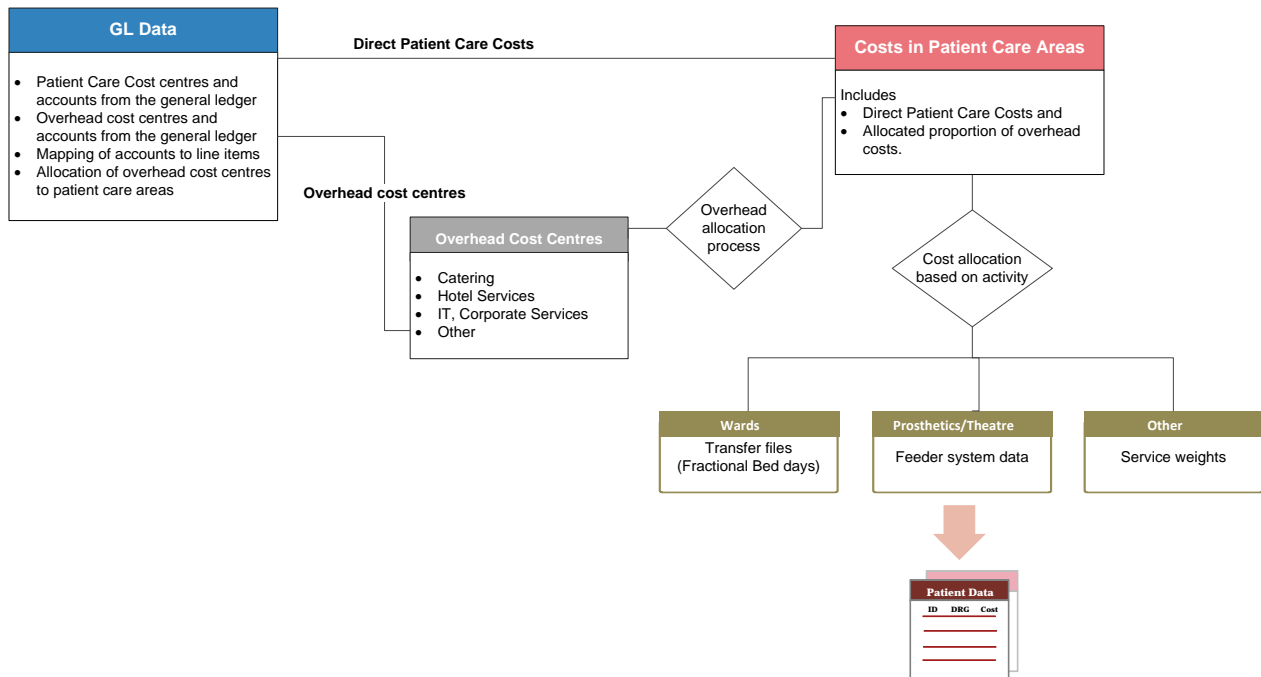 GL Data
• Patient Care Cost centres and
accounts from the general ledger
• Overhead cost centres and
accounts from the general ledger
• Mapping of accounts to line items
• Allocation of overhead cost centres
to patient care areas
Direct Patient Care Costs
Overhead cost centres
Costs in Patient Care Areas
Includes
• Direct Patient Care Costs and
• Allocated proportion of overhead
costs.
Overhead Cost Centres
• Catering
• Hotel Services
• IT, Corporate Services
• Other
Overhead
allocation
process
Cost allocation
based on activity
Wards
Transfer files
(Fractional Bed days)
Prosthetics/Theatre
Feeder system data
Other
Service weights
Patient Data
ID DRG Cost